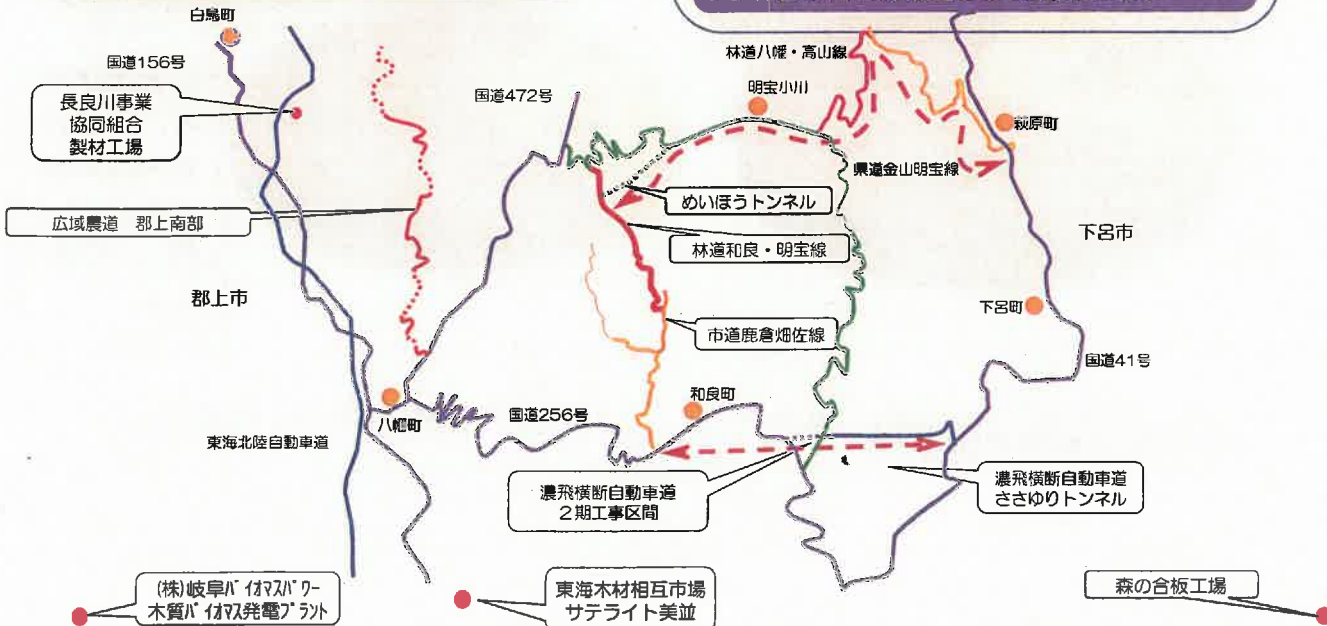 白鳥町
国道156号
長良川事業
協同組合
製材工場
国道472号
林道八幡・高山線
明宝小川
萩原町
県道金山明宝線
めいほうトンネル
広域農道 郡上南部
林道和良・明宝線
下呂市
郡上市
下呂町
市道鹿倉畑佐線
国道41号
八幡町
国道256号
和良町
東海北陸自動車道
濃飛横断自動車道
2期工事区間
濃飛横断自動車道
ささゆりトンネル
(株)岐阜バイオマスパワー
木質バイオマス発電プラント
東海木材相互市場
サテライト美並
森の合板工場